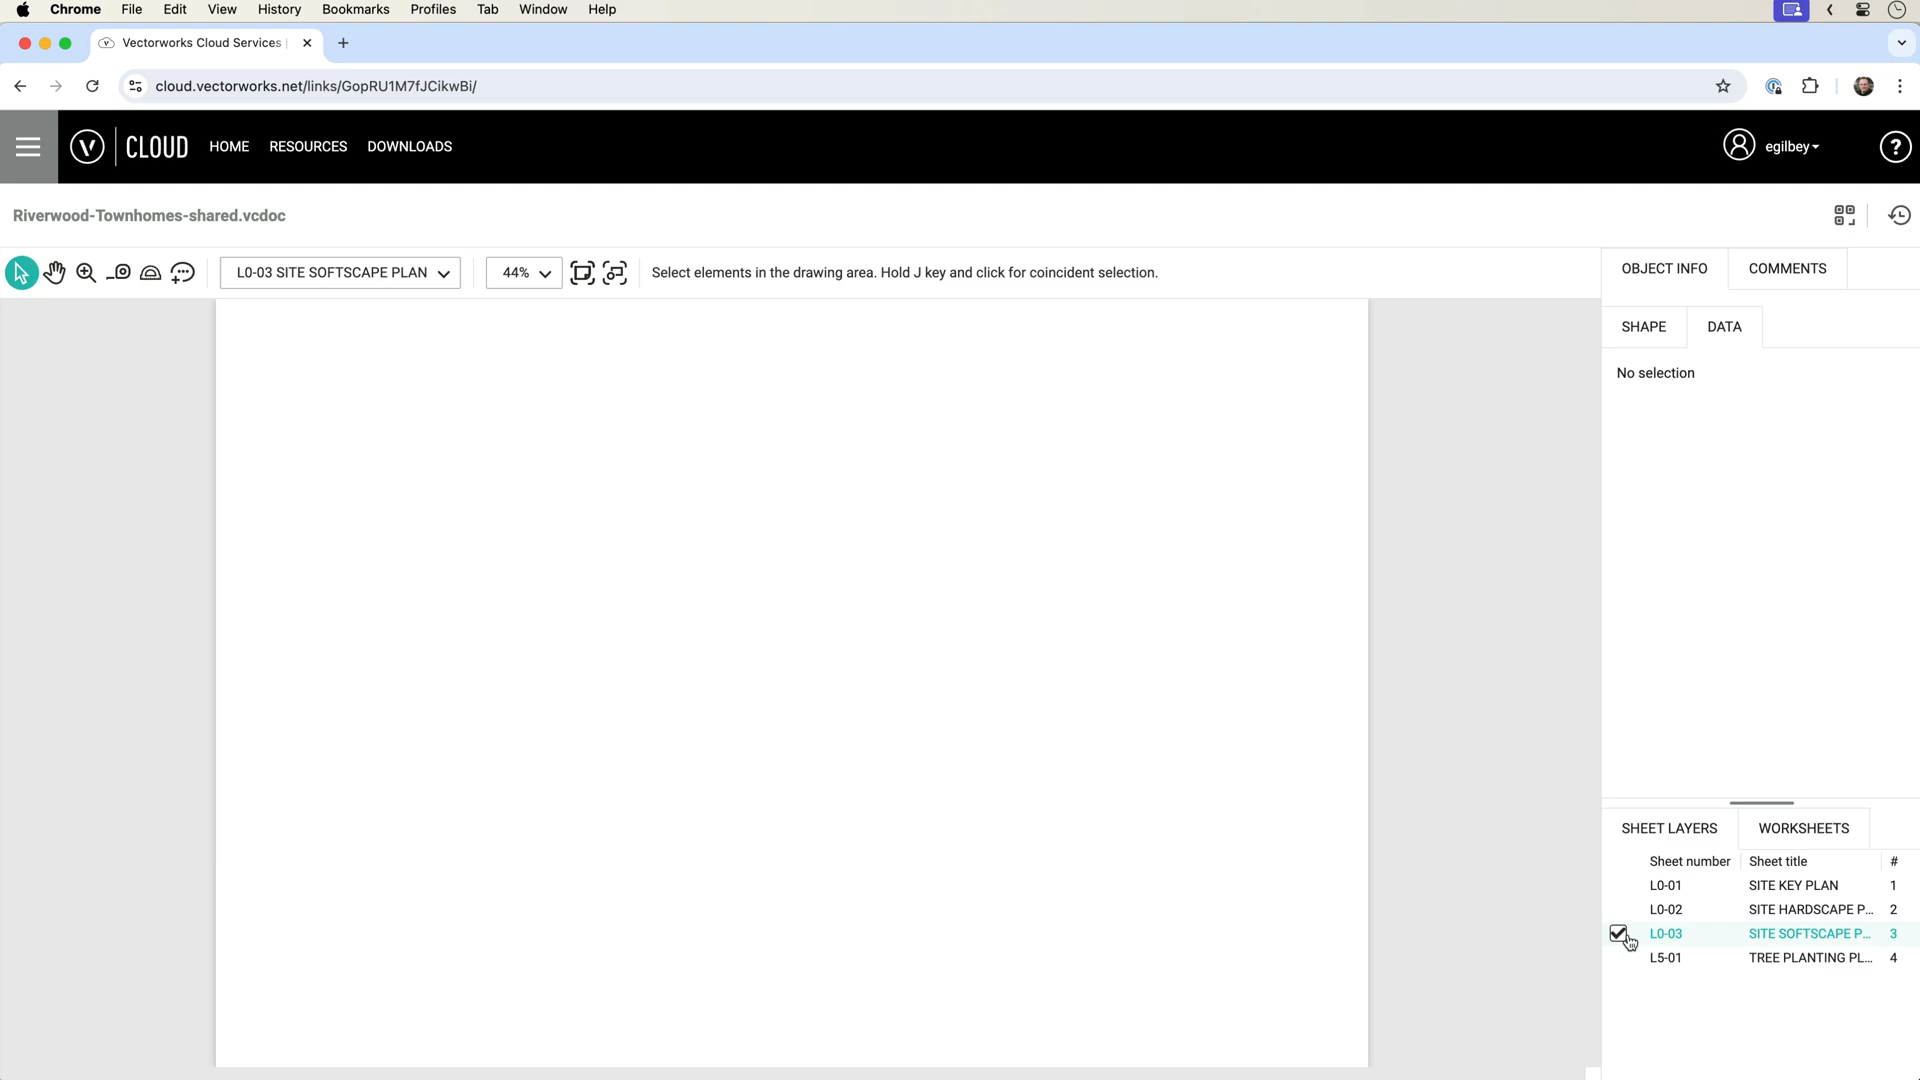 Chrome File Edit View History Bookmarks Profiles Tab Window Help
Vectorworks Cloud Services |
cloud.vectorworks.net/links/GopRU1M7fJCikwBi/
V CLOUD HOME RESOURCES DOWNLOADS egilbey ?
Riverwood-Townhomes-shared.vcdoc
L0-03 SITE SOFTSCAPE PLAN 44% Select elements in the drawing area. Hold J key and click for coincident selection.
OBJECT INFO COMMENTS
SHAPE DATA
No selection
SHEET LAYERS WORKSHEETS
Sheet number Sheet title #
L0-01 SITE KEY PLAN 1
L0-02 SITE HARDSCAPE P... 2
L0-03 SITE SOFTSCAPE P... 3
L5-01 TREE PLANTING PL... 4